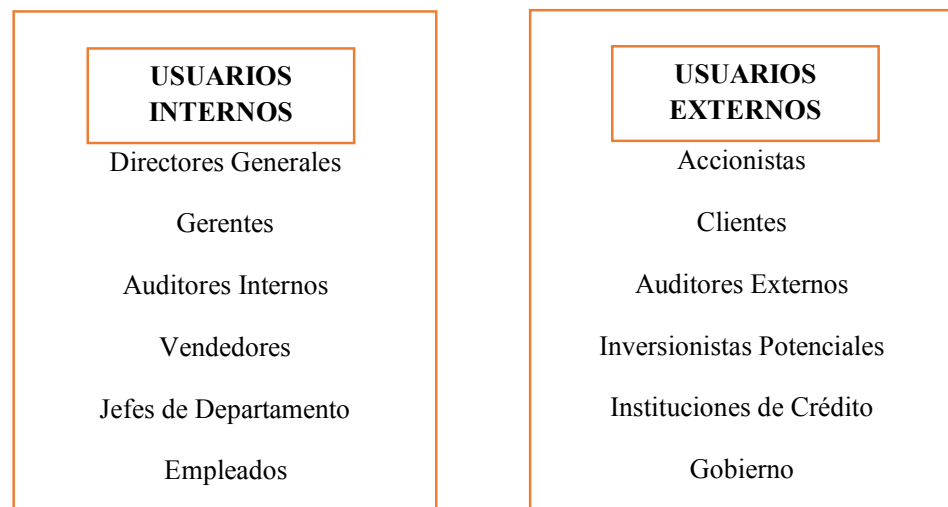 USUARIOS
INTERNOS
Directores Generales
Gerentes
Auditores Internos
Vendedores
Jefes de Departamento
Empleados
USUARIOS
EXTERNOS
Accionistas
Clientes
Auditores Externos
Inversionistas Potenciales
Instituciones de Crédito
Gobierno